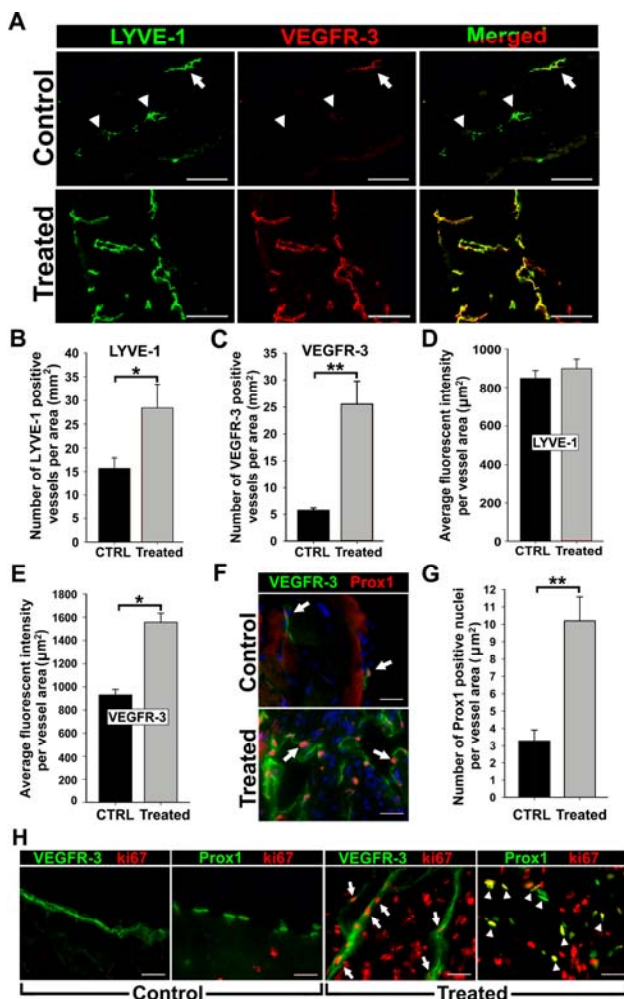 A
LYVE-1 VEGFR-3 Merged
Control
Treated
B
LYVE-1
Number of LYVE-1 positive
vessels per area (mm²)
40
35
30
25
20
15
10
5
0
*
CTRL Treated
C
VEGFR-3
Number of VEGFR-3 positive
vessels per area (mm²)
35
30
25
20
15
10
5
0
**
CTRL Treated
D
Average fluorescent intensity
per vessel area (µm²)
1000
800
600
400
200
0
LYVE-1
CTRL Treated
E
Average fluorescent intensity
per vessel area (µm²)
1800
1600
1400
1200
1000
800
600
400
200
0
*
VEGFR-3
CTRL Treated
F
VEGFR-3 Prox1
Control
Treated
G
Number of Prox1 positive nuclei
per vessel area (µm²)
12
11
10
9
8
7
6
5
4
3
2
1
0
**
CTRL Treated
H
VEGFR-3 ki67 Prox1 ki67 VEGFR-3 ki67 Prox1 ki67
Control Treated